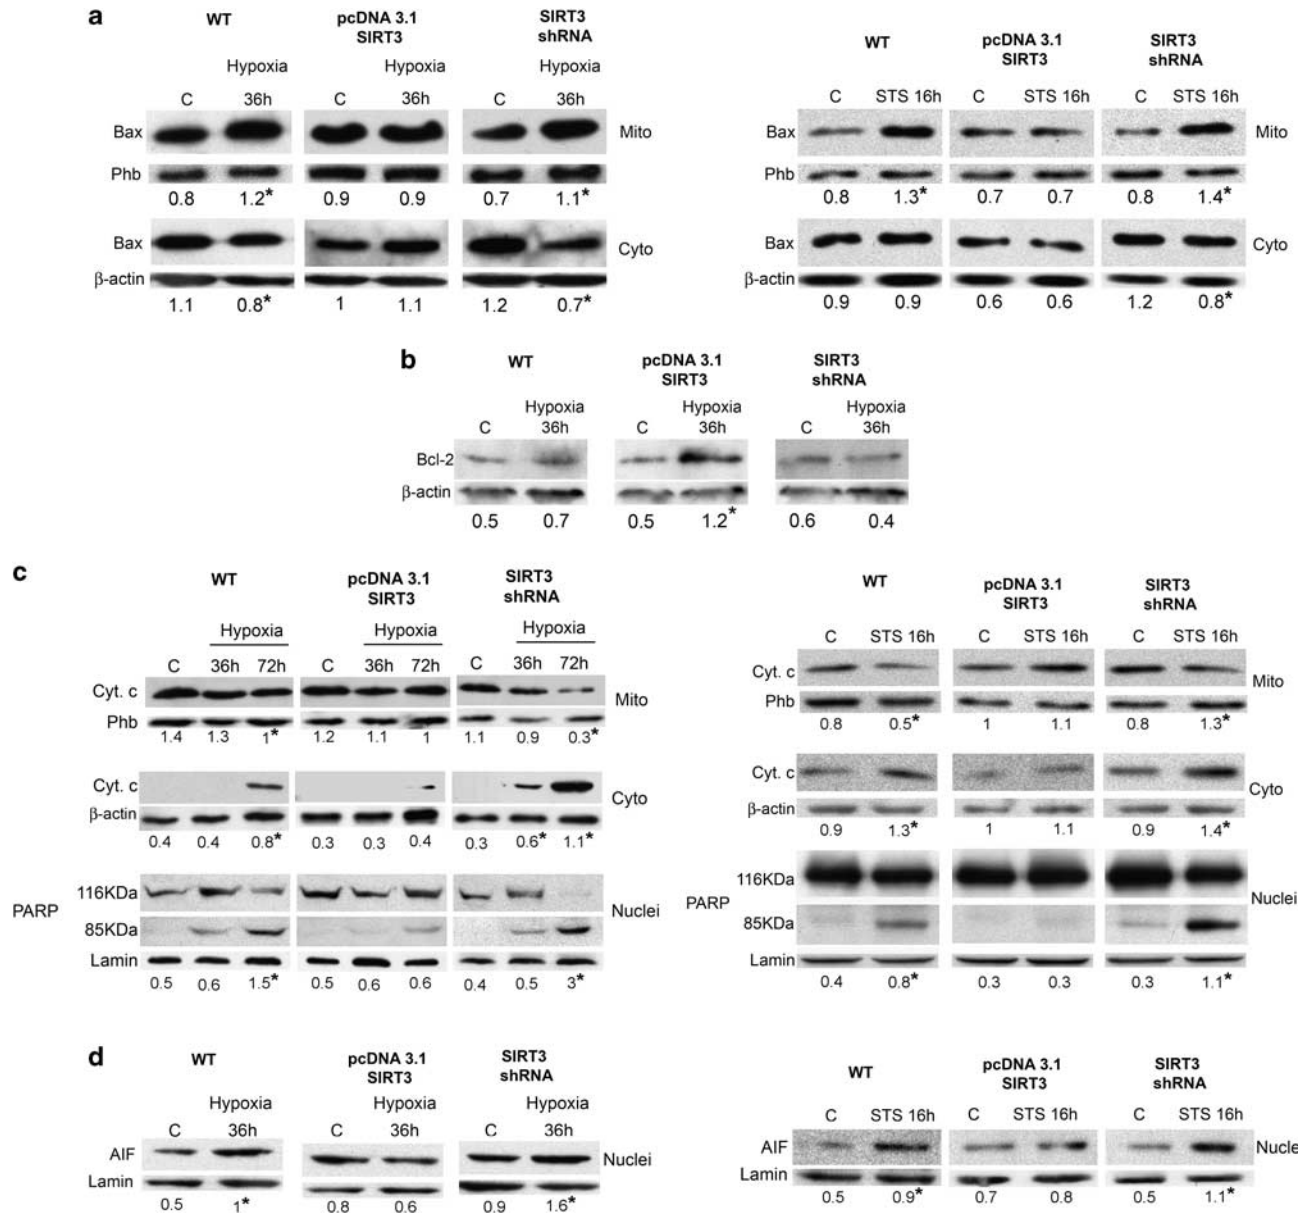 a
WT
pcDNA 3.1
SIRT3
SIRT3
shRNA
Hypoxia
Hypoxia
Hypoxia
C
36h
C
36h
C
36h
Bax
Mito
Phb
0.8
1.2*
0.9
0.9
0.7
1.1*
Bax
Cyto
β-actin
1.1
0.8*
1
1.1
1.2
0.7*
WT
pcDNA 3.1
SIRT3
SIRT3
shRNA
C
STS 16h
C
STS 16h
C
STS 16h
Bax
Mito
Phb
0.8
1.3*
0.7
0.7
0.8
1.4*
Bax
Cyto
β-actin
0.9
0.9
0.6
0.6
1.2
0.8*
b
WT
pcDNA 3.1
SIRT3
SIRT3
shRNA
Hypoxia
Hypoxia
Hypoxia
C
36h
C
36h
C
36h
Bcl-2
β-actin
0.5
0.7
0.5
1.2*
0.6
0.4
c
WT
pcDNA 3.1
SIRT3
SIRT3
shRNA
Hypoxia
Hypoxia
Hypoxia
C
36h
72h
C
36h
72h
C
36h
72h
Cyt. c
Mito
Phb
1.4
1.3
1*
1.2
1.1
1
1.1
0.9
0.3*
Cyt. c
Cyto
β-actin
0.4
0.4
0.8*
0.3
0.3
0.4
0.3
0.6*
1.1*
PARP
116KDa
Nuclei
85KDa
Lamin
0.5
0.6
1.5*
0.5
0.6
0.6
0.4
0.5
3*
WT
pcDNA 3.1
SIRT3
SIRT3
shRNA
C
STS 16h
C
STS 16h
C
STS 16h
Cyt. c
Mito
Phb
0.8
0.5*
1
1.1
0.8
1.3*
Cyt. c
Cyto
β-actin
0.9
1.3*
1
1.1
0.9
1.4*
PARP
116KDa
Nuclei
85KDa
Lamin
0.4
0.8*
0.3
0.3
0.3
1.1*
d
WT
pcDNA 3.1
SIRT3
SIRT3
shRNA
Hypoxia
Hypoxia
Hypoxia
C
36h
C
36h
C
36h
AIF
Nuclei
Lamin
0.5
1*
0.8
0.6
0.9
1.6*
WT
pcDNA 3.1
SIRT3
SIRT3
shRNA
C
STS 16h
C
STS 16h
C
STS 16h
AIF
Nucle
Lamin
0.5
0.9*
0.7
0.8
0.5
1.1*